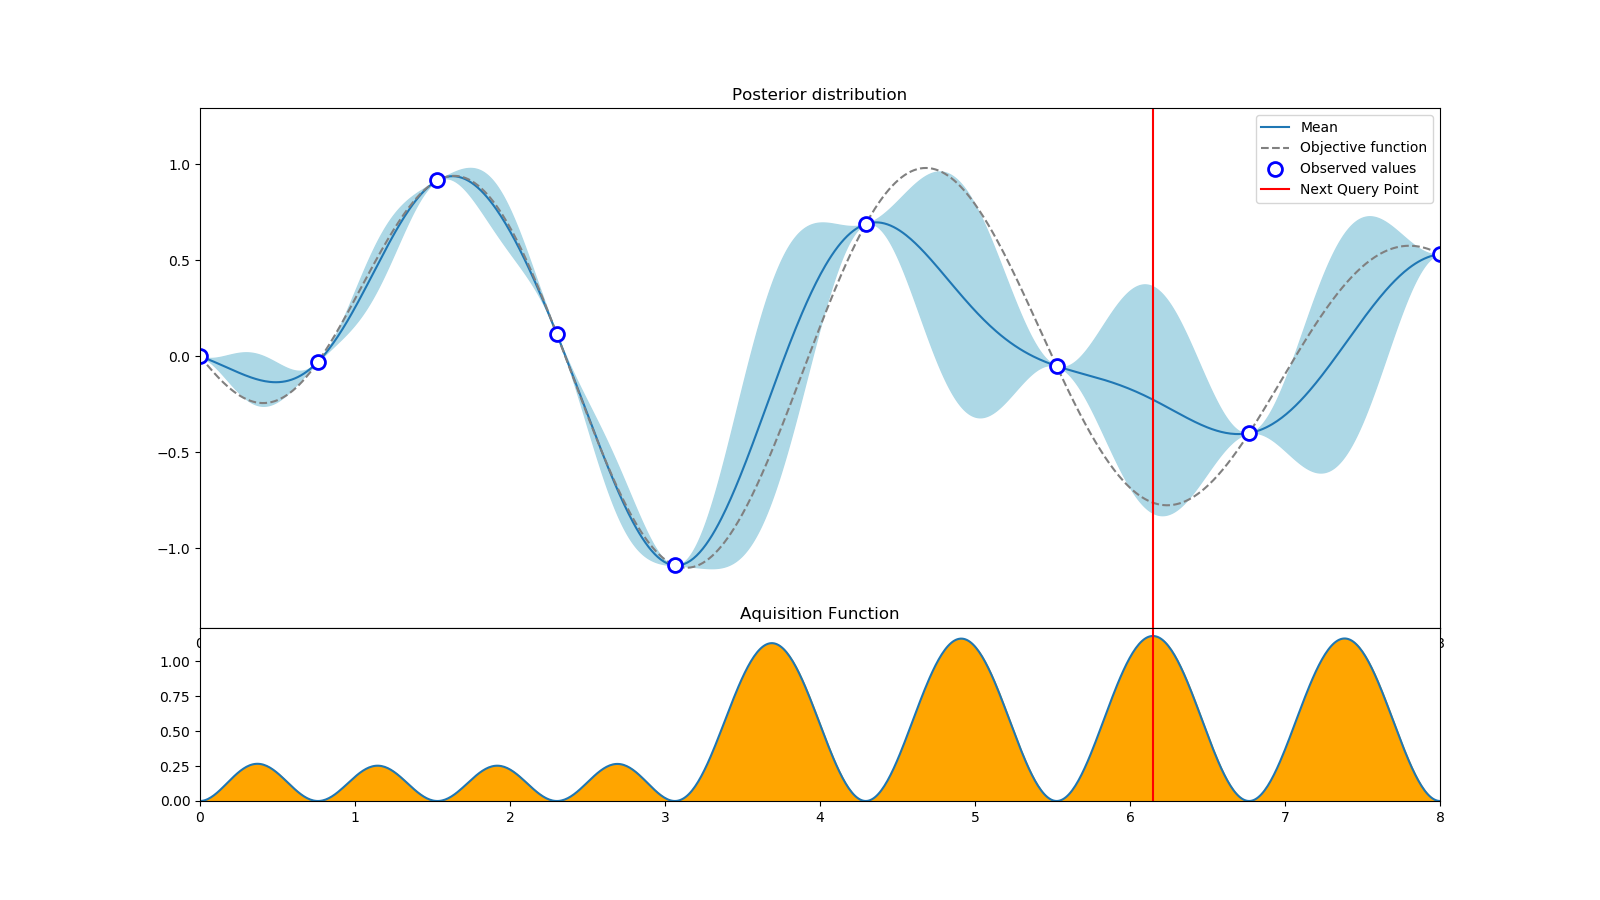 Posterior distribution
1.0
0.5
0.0
−0.5
−1.0
Mean
Objective function
Observed values
Next Query Point
Aquisition Function
1.00
0.75
0.50
0.25
0.00
0 1 2 3 4 5 6 7 8